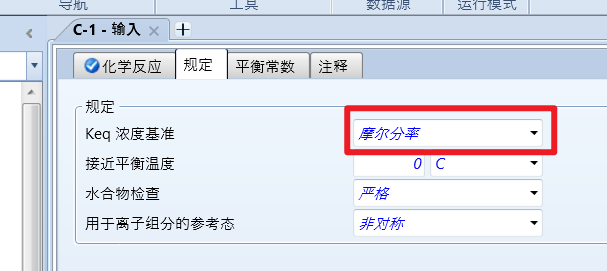 导航
工具
数据源
运行模式
C-1 - 输入
化学反应 规定 平衡常数 注释
规定
Keq 浓度基准 摩尔分率
接近平衡温度 0 C
水合物检查 严格
用于离子组分的参考态 非对称